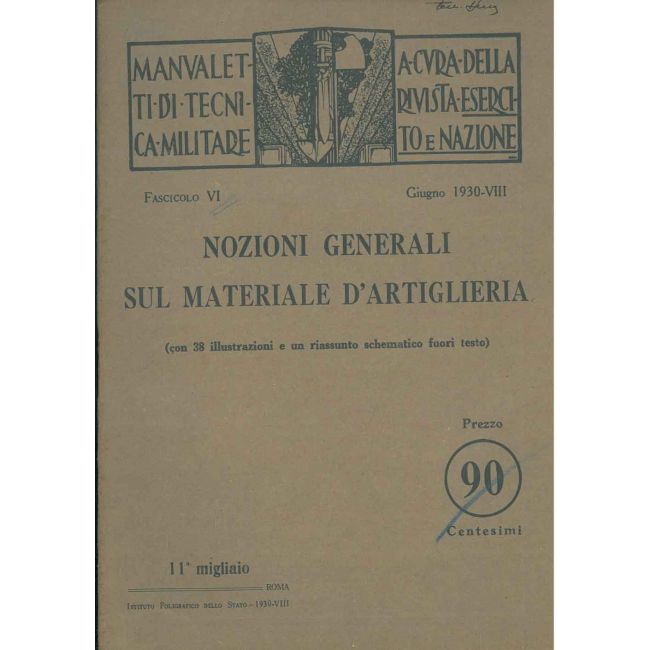 MANVALET-
TI·DI·TECNI
CA·MILITARE
A·CVRA·DELLA
RIVISTA·ESERCI-
TO E NAZIONE
FASCICOLO VI
Giugno 1930-VIII
NOZIONI GENERALI
SUL MATERIALE D'ARTIGLIERIA
(con 38 illustrazioni e un riassunto schematico fuori testo)
Prezzo
90
Centesimi
11° migliaio
ROMA
ISTITUTO POLIGRAFICO DELLO STATO - 1930-VIII